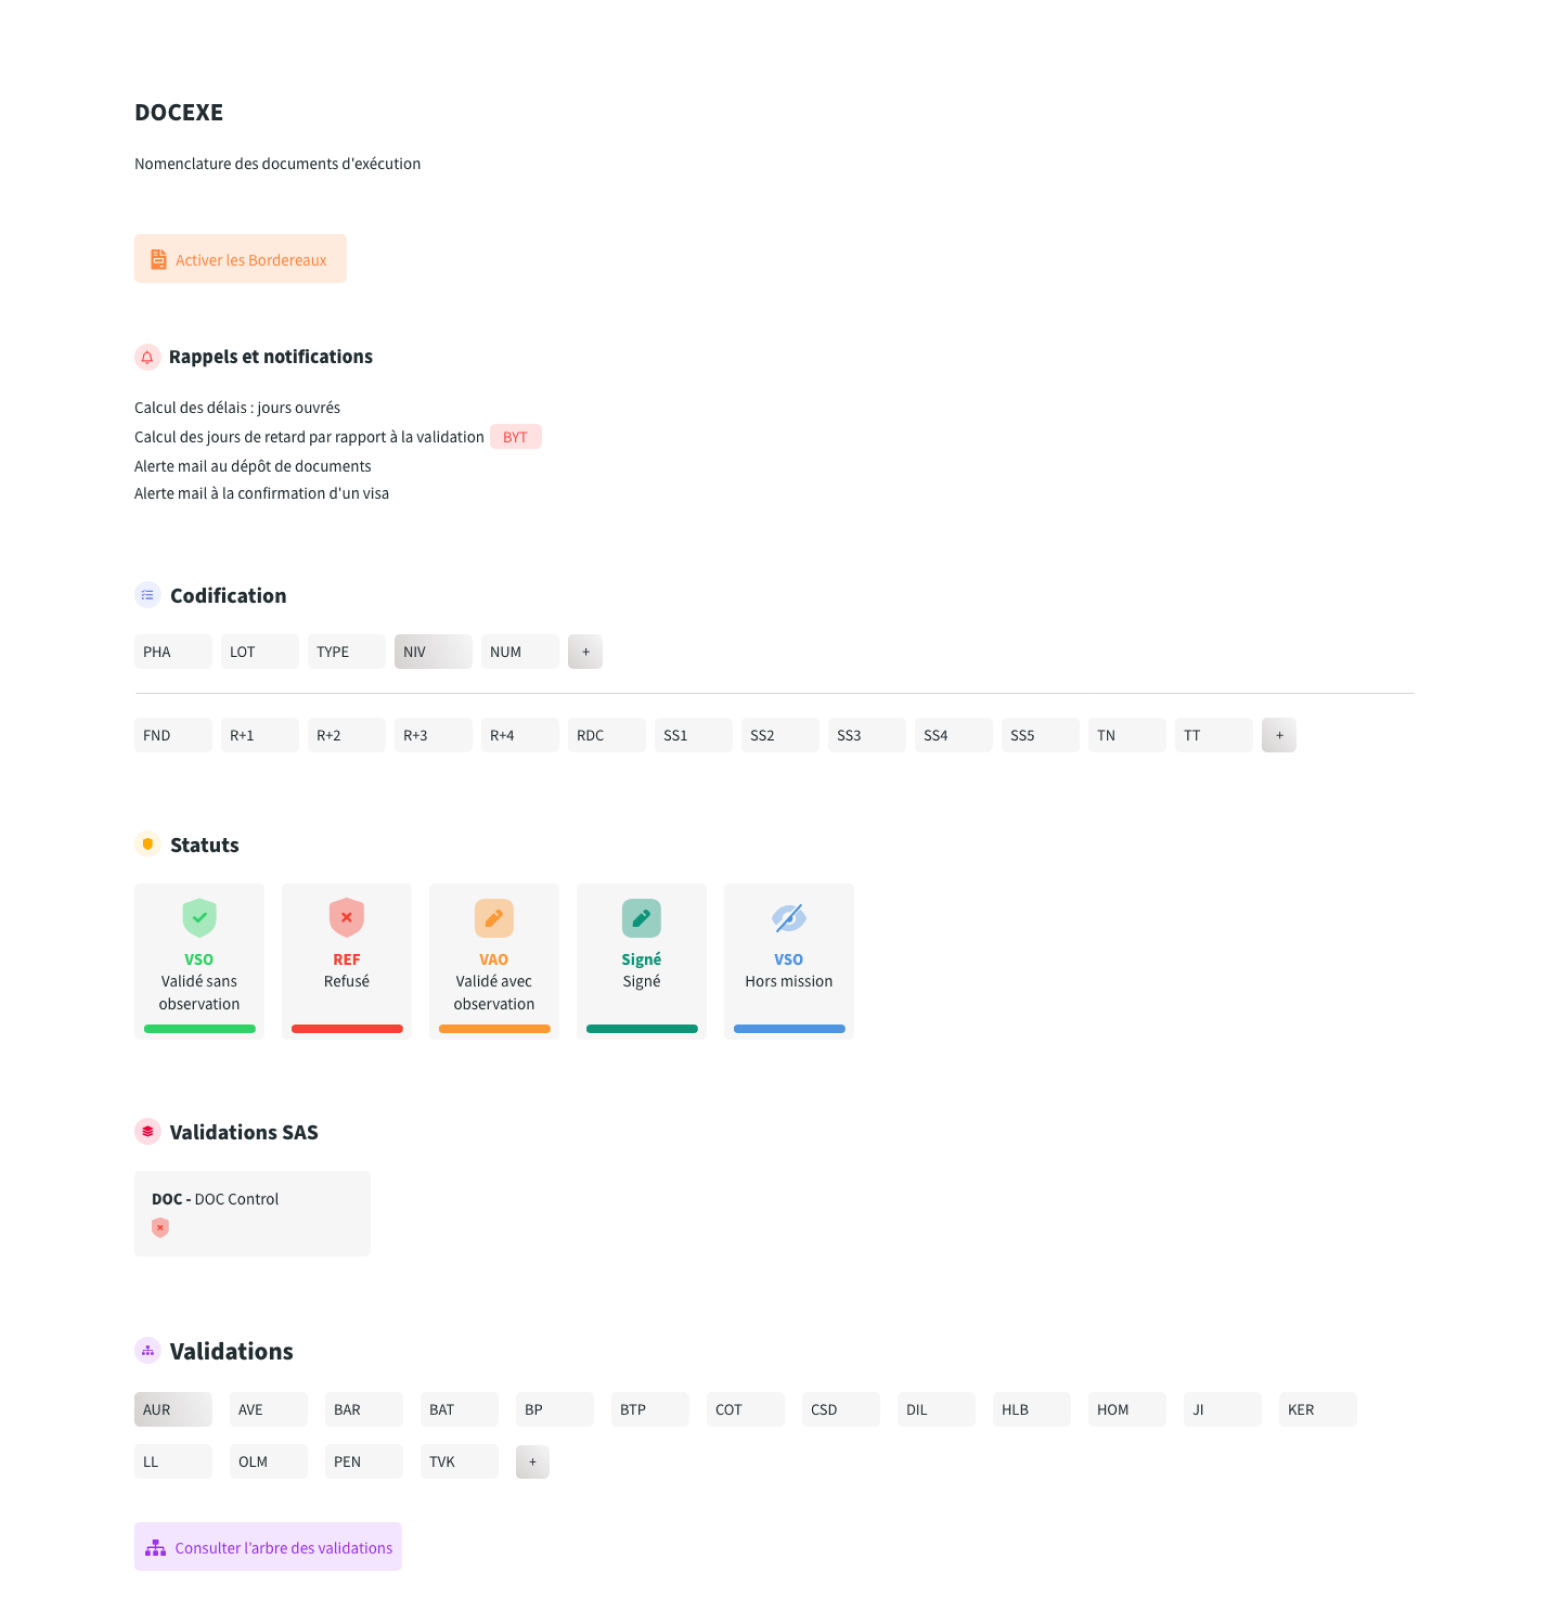 DOCEXE
Nomenclature des documents d'exécution
Activer les Bordereaux
Rappels et notifications
Calcul des délais : jours ouvrés
Calcul des jours de retard par rapport à la validation BYT
Alerte mail au dépôt de documents
Alerte mail à la confirmation d'un visa
Codification
PHA LOT TYPE NIV NUM +
FND R+1 R+2 R+3 R+4 RDC SS1 SS2 SS3 SS4 SS5 TN TT +
Statuts
VSO
Validé sans
observation
REF
Refusé
VAO
Validé avec
observation
Signé
Signé
VSO
Hors mission
Validations SAS
DOC - DOC Control
Validations
AUR AVE BAR BAT BP BTP COT CSD DIL HLB HOM JI KER
LL OLM PEN TVK +
Consulter l'arbre des validations